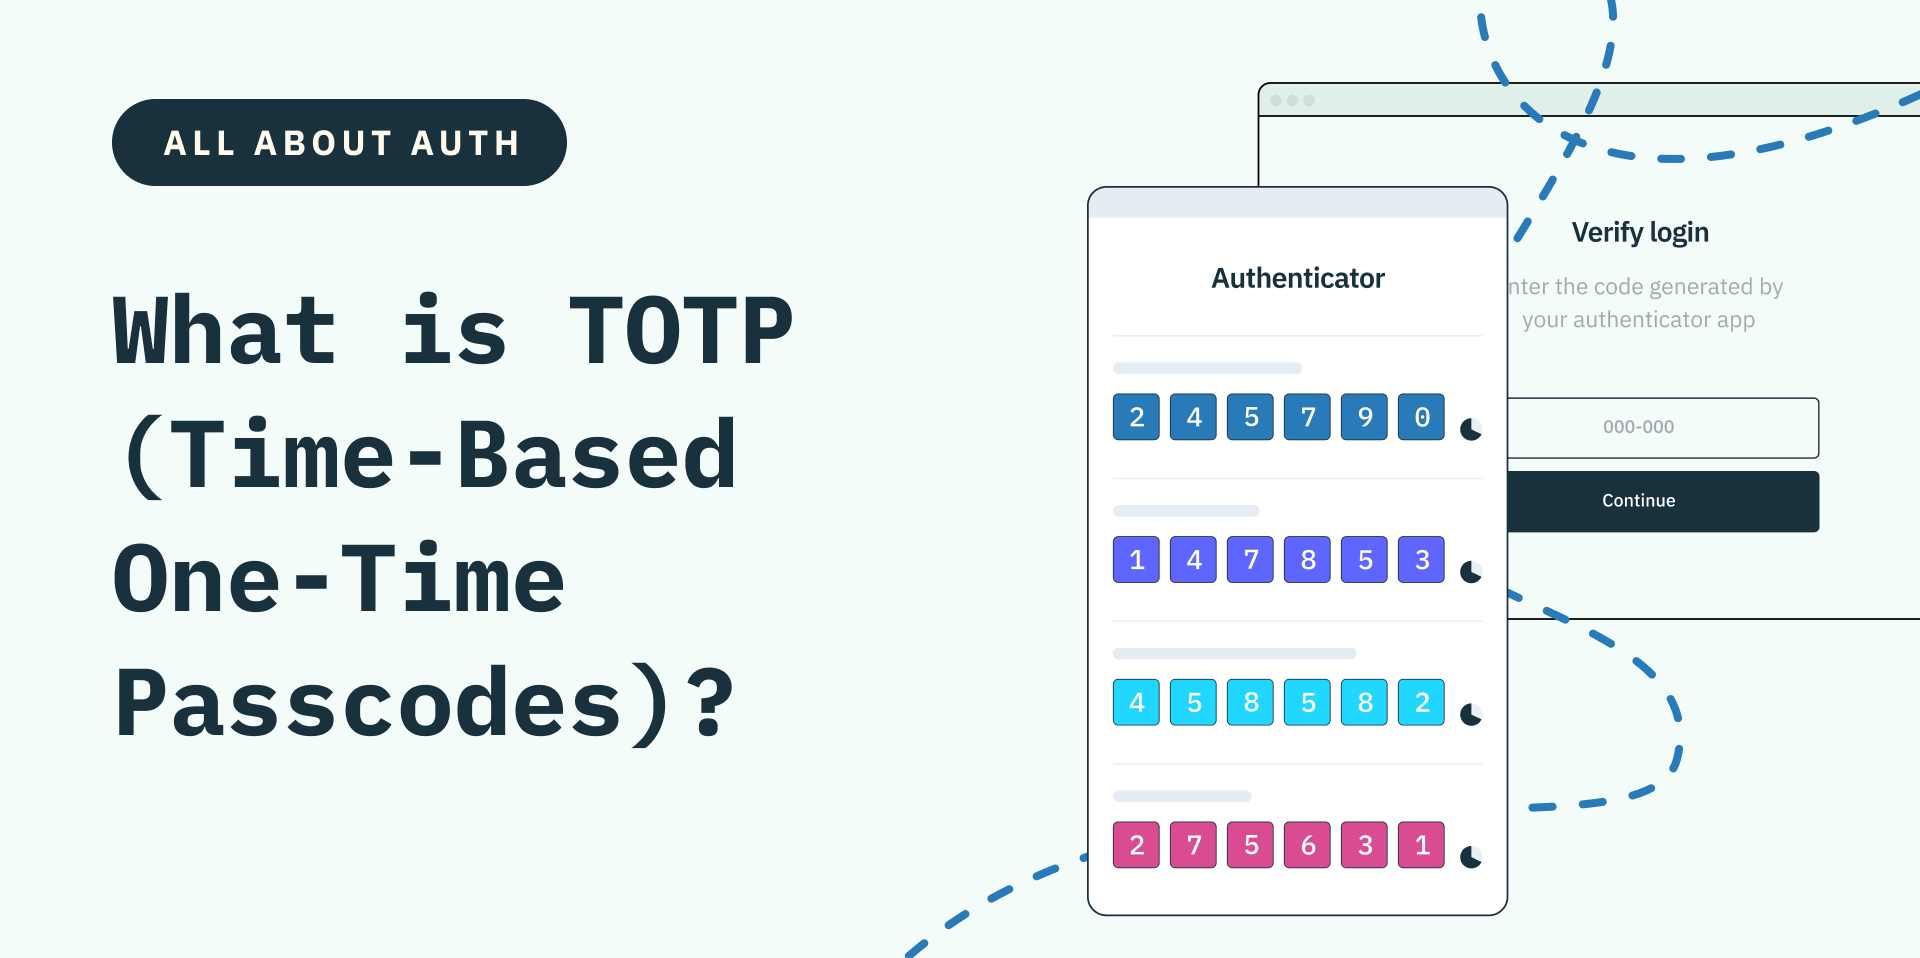 ALL ABOUT AUTH
What is TOTP
(Time-Based
One-Time
Passcodes)?
Authenticator
2 4 5 7 9 0
1 4 7 8 5 3
4 5 8 5 8 2
2 7 5 6 3 1
Verify login
nter the code generated by
your authenticator app
000-000
Continue